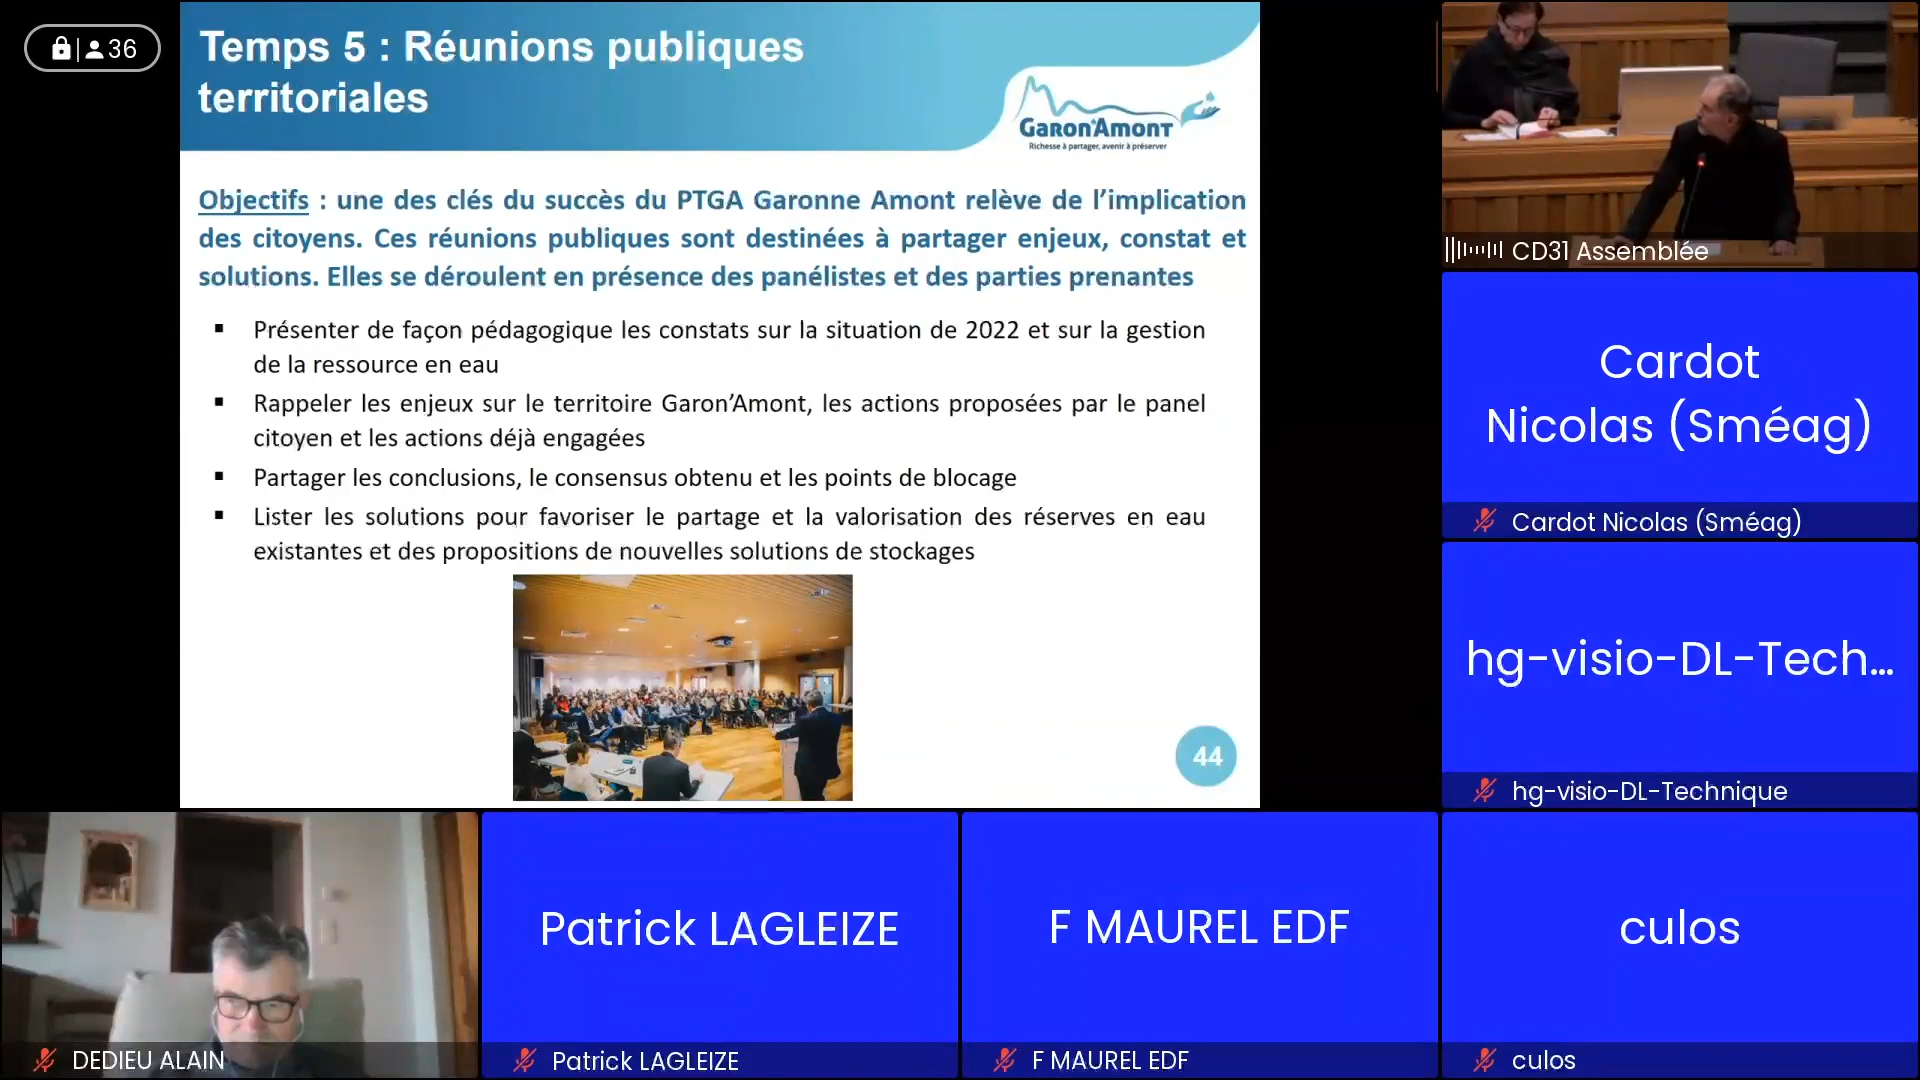 36
Temps 5 : Réunions publiques
territoriales
GARON'AMONT
Richesse à partager, avenir à préserver
Objectifs : une des clés du succès du PTGA Garonne Amont relève de l’implication
des citoyens. Ces réunions publiques sont destinées à partager enjeux, constat et
solutions. Elles se déroulent en présence des panélistes et des parties prenantes
▪ Présenter de façon pédagogique les constats sur la situation de 2022 et sur la gestion
de la ressource en eau
▪ Rappeler les enjeux sur le territoire Garon’Amont, les actions proposées par le panel
citoyen et les actions déjà engagées
▪ Partager les conclusions, le consensus obtenu et les points de blocage
▪ Lister les solutions pour favoriser le partage et la valorisation des réserves en eau
existantes et des propositions de nouvelles solutions de stockages
44
CD31 Assemblée
Cardot
Nicolas (Sméag)
Cardot Nicolas (Sméag)
hg-visio-DL-Tech...
hg-visio-DL-Technique
DEDIEU ALAIN
Patrick LAGLEIZE
Patrick LAGLEIZE
F MAUREL EDF
F MAUREL EDF
culos
culos